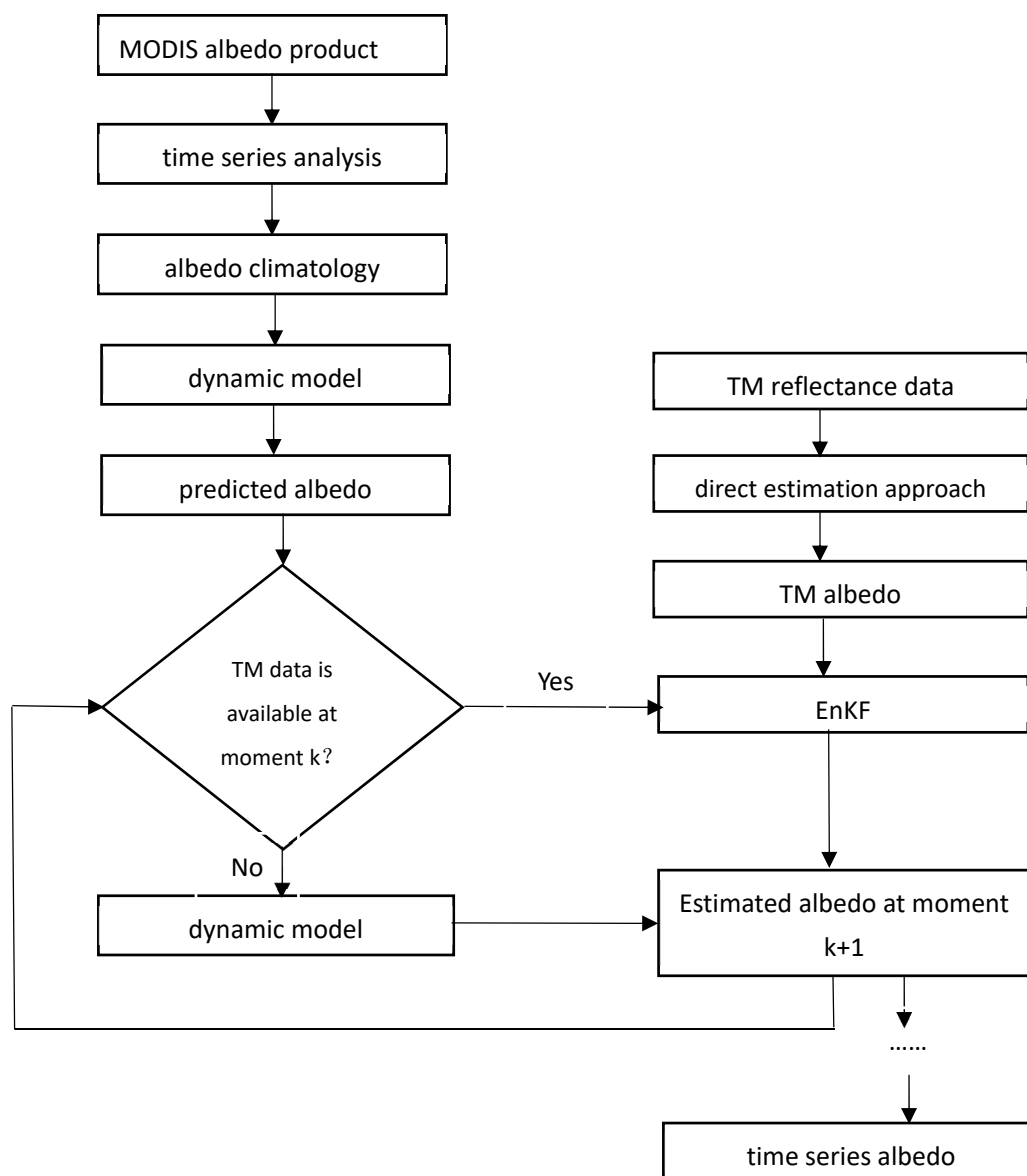 MODIS albedo product
time series analysis
albedo climatology
dynamic model
predicted albedo
TM data is
available at
moment k？
Yes
No
dynamic model
TM reflectance data
direct estimation approach
TM albedo
EnKF
Estimated albedo at moment
k+1
......
time series albedo